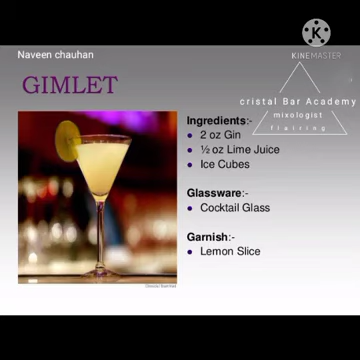 Naveen chauhan
KINEMASTER
GIMLET
cristal Bar Academy
mixologist
flairing
Ingredients:-
2 oz Gin
½ oz Lime Juice
Ice Cubes
Glassware:-
Cocktail Glass
Garnish:-
Lemon Slice